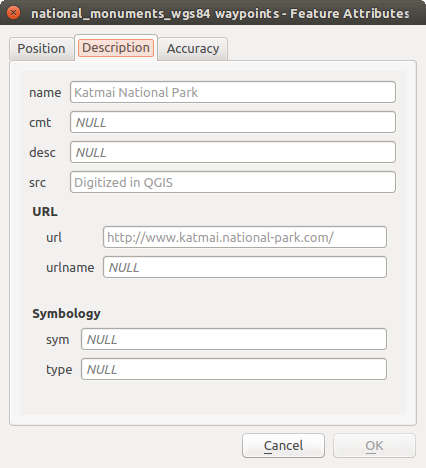 national_monuments_wgs84 waypoints - Feature Attributes
Position Description Accuracy
name Katmai National Park
cmt NULL
desc NULL
src Digitized in QGIS
URL
url http://www.katmai.national-park.com/
urlname NULL
Symbology
sym NULL
type NULL
Cancel OK